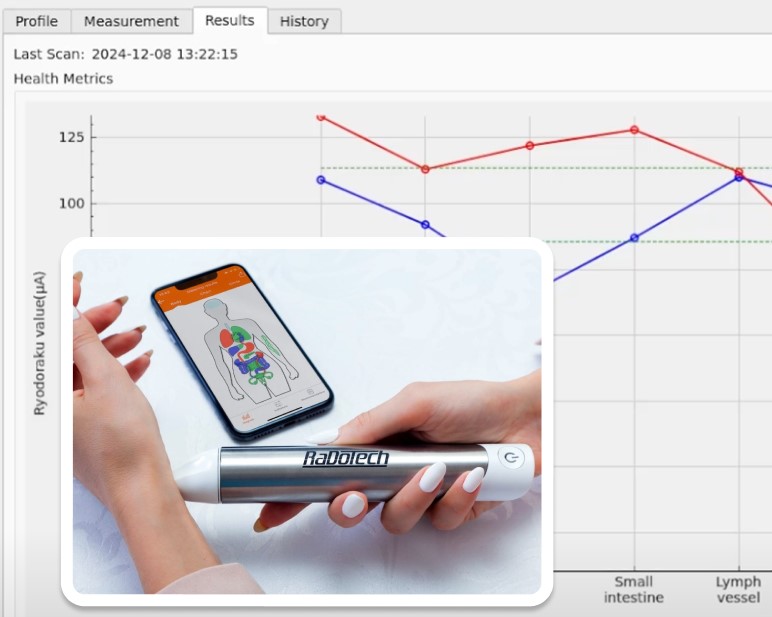 Profile
Measurement
Results
History
Last Scan: 2024-12-08 13:22:15
Health Metrics
125
100
Ryodoraku value(μA)
RaDoTech
Small
intestine
Lymph
vessel